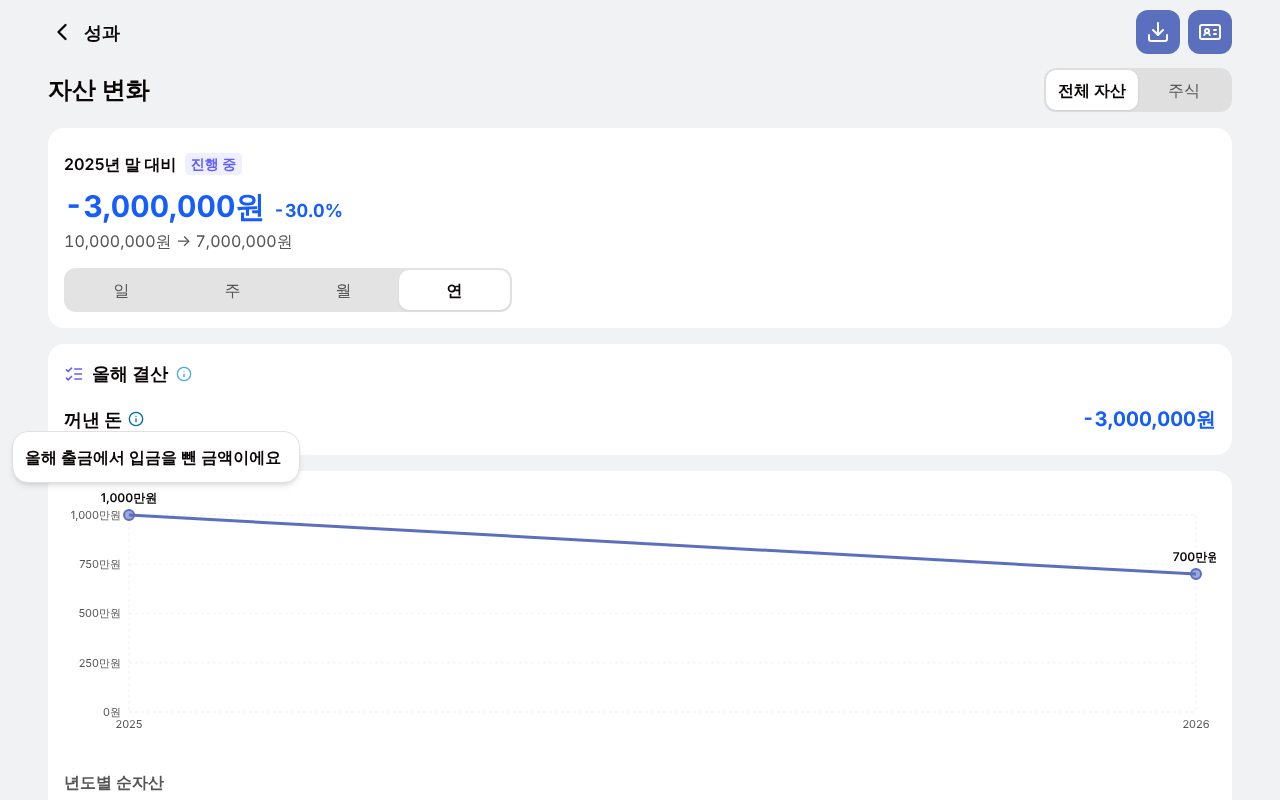 성과
자산 변화
전체 자산
주식
2025년 말 대비
진행 중
-3,000,000원 -30.0%
10,000,000원 → 7,000,000원
일
주
월
연
올해 결산
꺼낸 돈
-3,000,000원
올해 출금에서 입금을 뺀 금액이에요
1,000만원
1,000만원
750만원
500만원
250만원
0원
700만원
2025
2026
년도별 순자산